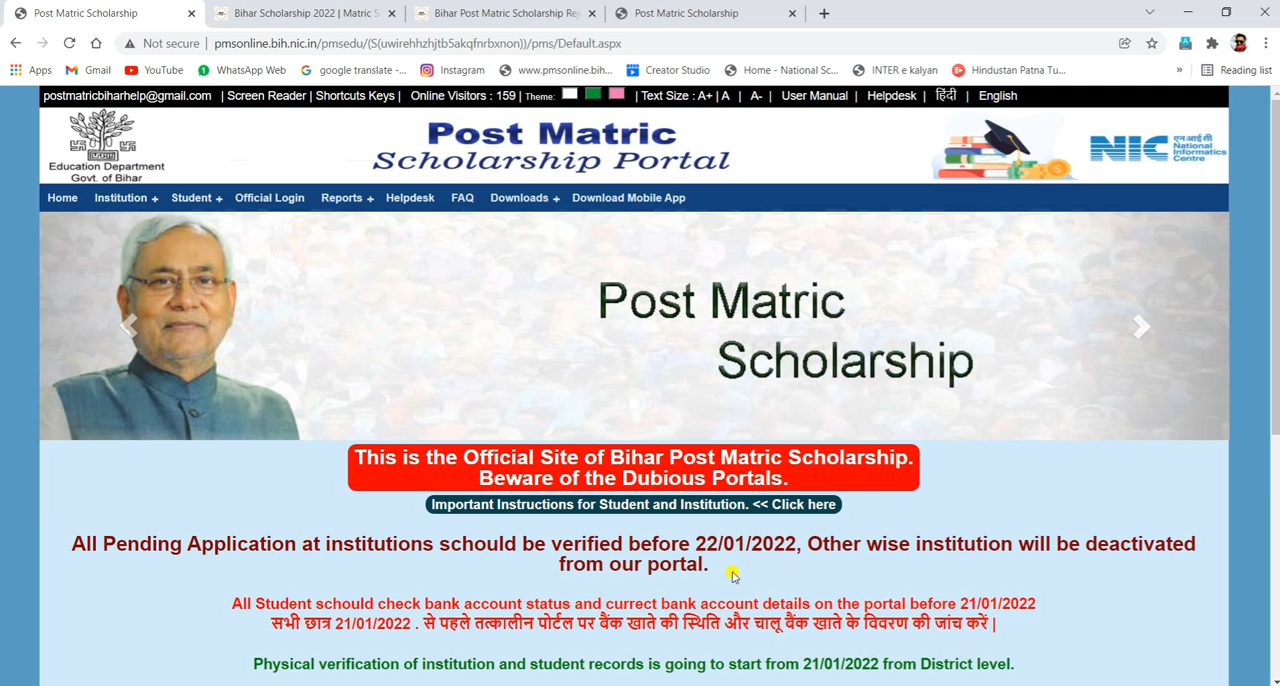 Post Matric Scholarship
Bihar Scholarship 2022 | Matric S
Bihar Post Matric Scholarship Rej
Post Matric Scholarship
Not secure | pmsonline.bih.nic.in/pmsedu/(S(uwirehhzhjtb5akqfnrbxnon))/pms/Default.aspx
Apps Gmail YouTube WhatsApp Web google translate -... Instagram www.pmsonline.bih... Creator Studio Home - National Sc... INTER e kalyan Hindustan Patna Tu... » Reading list
postmatricbiharhelp@gmail.com | Screen Reader | Shortcuts Keys | Online Visitors : 159 | Theme: | Text Size : A+ | A | A- | User Manual | Helpdesk | हिंदी | English
Education Department
Govt. of Bihar
Post Matric
Scholarship Portal
NIC एन आई सी
National
Informatics
Centre
Home Institution + Student + Official Login Reports + Helpdesk FAQ Downloads + Download Mobile App
Post Matric
Scholarship
This is the Official Site of Bihar Post Matric Scholarship.
Beware of the Dubious Portals.
Important Instructions for Student and Institution. << Click here
All Pending Application at institutions schould be verified before 22/01/2022, Other wise institution will be deactivated
from our portal.
All Student schould check bank account status and currect bank account details on the portal before 21/01/2022
सभी छात्र 21/01/2022 . से पहले तत्कालीन पोर्टल पर बैंक खाते की स्थिति और चालू बैंक खाते के विवरण की जांच करें |
Physical verification of institution and student records is going to start from 21/01/2022 from District level.